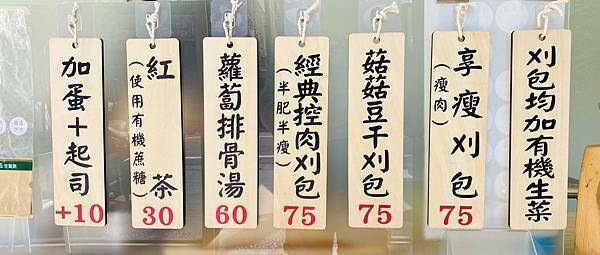 刈包均加有機生菜
享瘦刈包
(瘦肉)
75
菇菇豆干刈包
75
經典控肉刈包
(半肥半瘦)
75
蘿蔔排骨湯
60
紅茶
(使用有機蔗糖)
30
加蛋+起司
+10